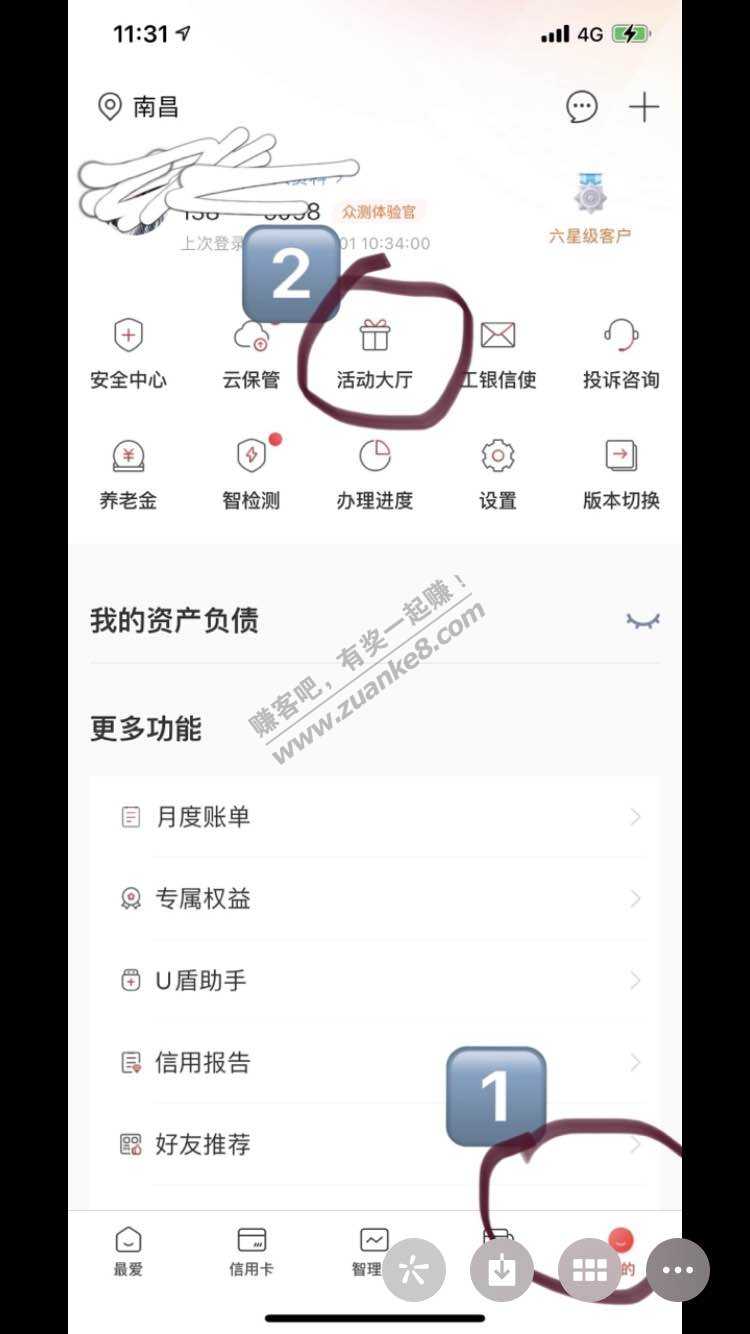 11:31
4G
南昌
众测体验官
六星级客户
上次登录
01 10:34:00
2
安全中心
云保管
活动大厅
工银信使
投诉咨询
养老金
智检测
办理进度
设置
版本切换
我的资产负债
赚客吧，有奖一起赚！
www.zuanke8.com
更多功能
月度账单
专属权益
U盾助手
信用报告
1
好友推荐
最爱
信用卡
智理
的